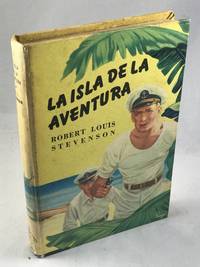 LA ISLA DE LA
AVENTURA
ROBERT LOUIS
STEVENSON